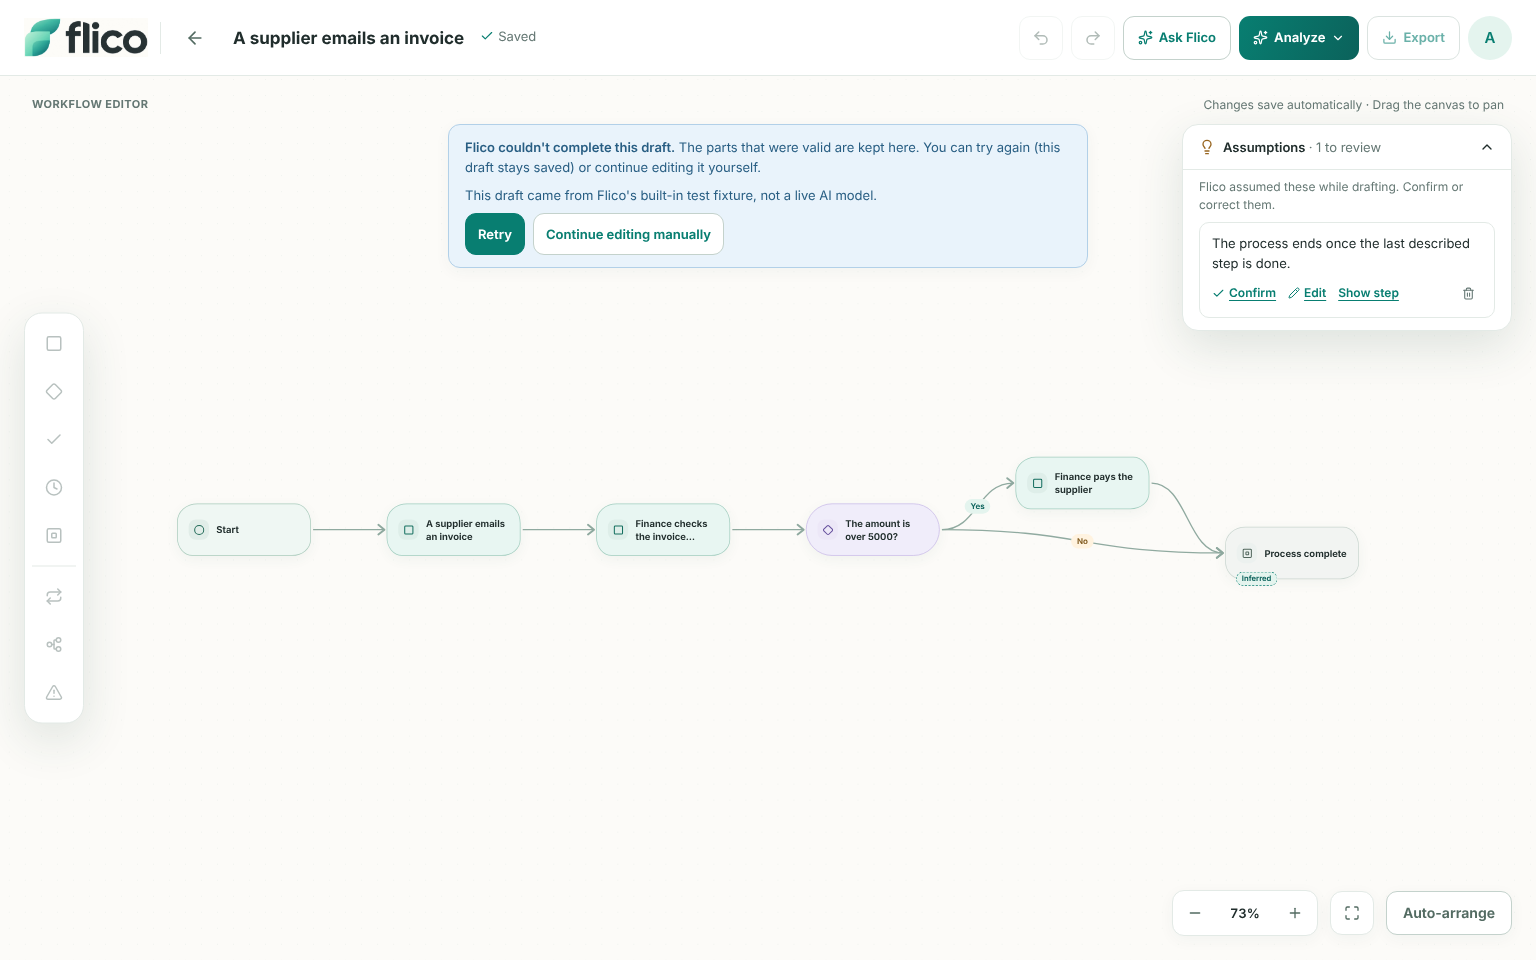 flico
A supplier emails an invoice
Saved
Ask Flico
Analyze
Export
A
WORKFLOW EDITOR
Changes save automatically · Drag the canvas to pan
Flico couldn't complete this draft. The parts that were valid are kept here. You can try again (this
draft stays saved) or continue editing it yourself.
This draft came from Flico's built-in test fixture, not a live AI model.
Retry
Continue editing manually
Assumptions · 1 to review
Flico assumed these while drafting. Confirm or
correct them.
The process ends once the last described
step is done.
Confirm
Edit
Show step
Start
A supplier emails
an invoice
Finance checks
the invoice...
The amount is
over 5000?
Yes
No
Finance pays the
supplier
Process complete
Inferred
73%
Auto-arrange